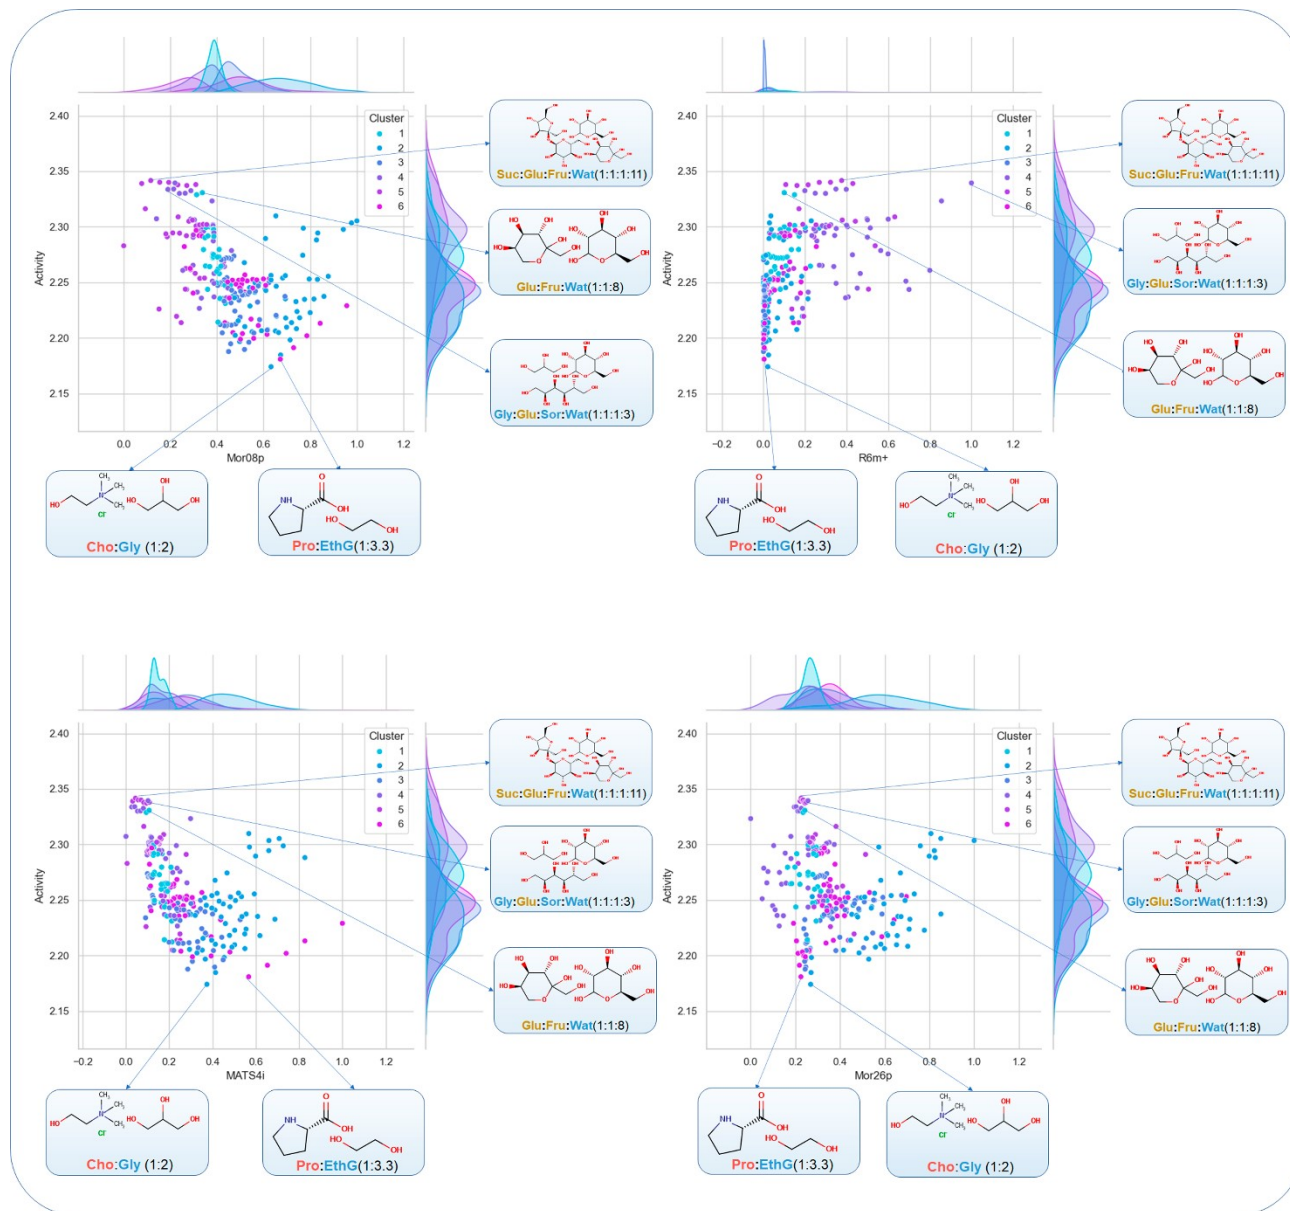 2.40
2.35
2.30
2.25
2.20
2.15
Activity
0.0 0.2 0.4 0.6 0.8 1.0 1.2
Mor08p
Cluster
1
2
3
4
5
6
Suc:Glu:Fru:Wat(1:1:1:11)
Glu:Fru:Wat(1:1:8)
Gly:Glu:Sor:Wat(1:1:1:3)
Cho:Gly (1:2)
Pro:EthG(1:3.3)
2.40
2.35
2.30
2.25
2.20
2.15
Activity
−0.2 0.0 0.2 0.4 0.6 0.8 1.0 1.2
R6m+
Cluster
1
2
3
4
5
6
Suc:Glu:Fru:Wat(1:1:1:11)
Gly:Glu:Sor:Wat(1:1:1:3)
Glu:Fru:Wat(1:1:8)
Pro:EthG(1:3.3)
Cho:Gly (1:2)
2.40
2.35
2.30
2.25
2.20
2.15
Activity
−0.2 0.0 0.2 0.4 0.6 0.8 1.0 1.2
MATS4i
Cluster
1
2
3
4
5
6
Suc:Glu:Fru:Wat(1:1:1:11)
Gly:Glu:Sor:Wat(1:1:1:3)
Glu:Fru:Wat(1:1:8)
Cho:Gly (1:2)
Pro:EthG(1:3.3)
2.40
2.35
2.30
2.25
2.20
2.15
Activity
0.0 0.2 0.4 0.6 0.8 1.0 1.2
Mor26p
Cluster
1
2
3
4
5
6
Suc:Glu:Fru:Wat(1:1:1:11)
Gly:Glu:Sor:Wat(1:1:1:3)
Glu:Fru:Wat(1:1:8)
Pro:EthG(1:3.3)
Cho:Gly (1:2)